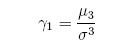 γ₁ = μ₃ / σ³